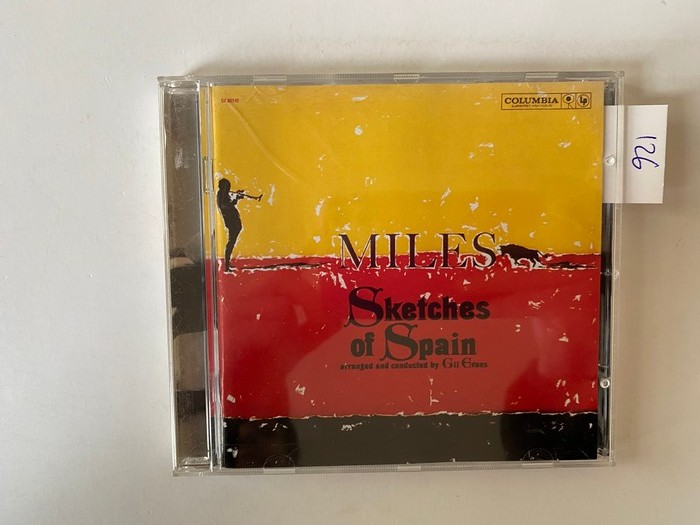 COLUMBIA
MILES
Sketches
of Spain
arranged and conducted by Gil Evans
921